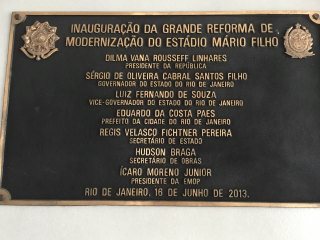 INAUGURAÇÃO DA GRANDE REFORMA DE
MODERNIZAÇÃO DO ESTÁDIO MÁRIO FILHO
DILMA VANA ROUSSEFF LINHARES
PRESIDENTE DA REPÚBLICA
SÉRGIO DE OLIVEIRA CABRAL SANTOS FILHO
GOVERNADOR DO ESTADO DO RIO DE JANEIRO
LUIZ FERNANDO DE SOUZA
VICE-GOVERNADOR DO ESTADO DO RIO DE JANEIRO
EDUARDO DA COSTA PAES
PREFEITO DA CIDADE DO RIO DE JANEIRO
REGIS VELASCO FICHTNER PEREIRA
SECRETÁRIO DE ESTADO
HUDSON BRAGA
SECRETÁRIO DE OBRAS
ÍCARO MORENO JUNIOR
PRESIDENTE DA EMOP
RIO DE JANEIRO, 16 DE JUNHO DE 2013.